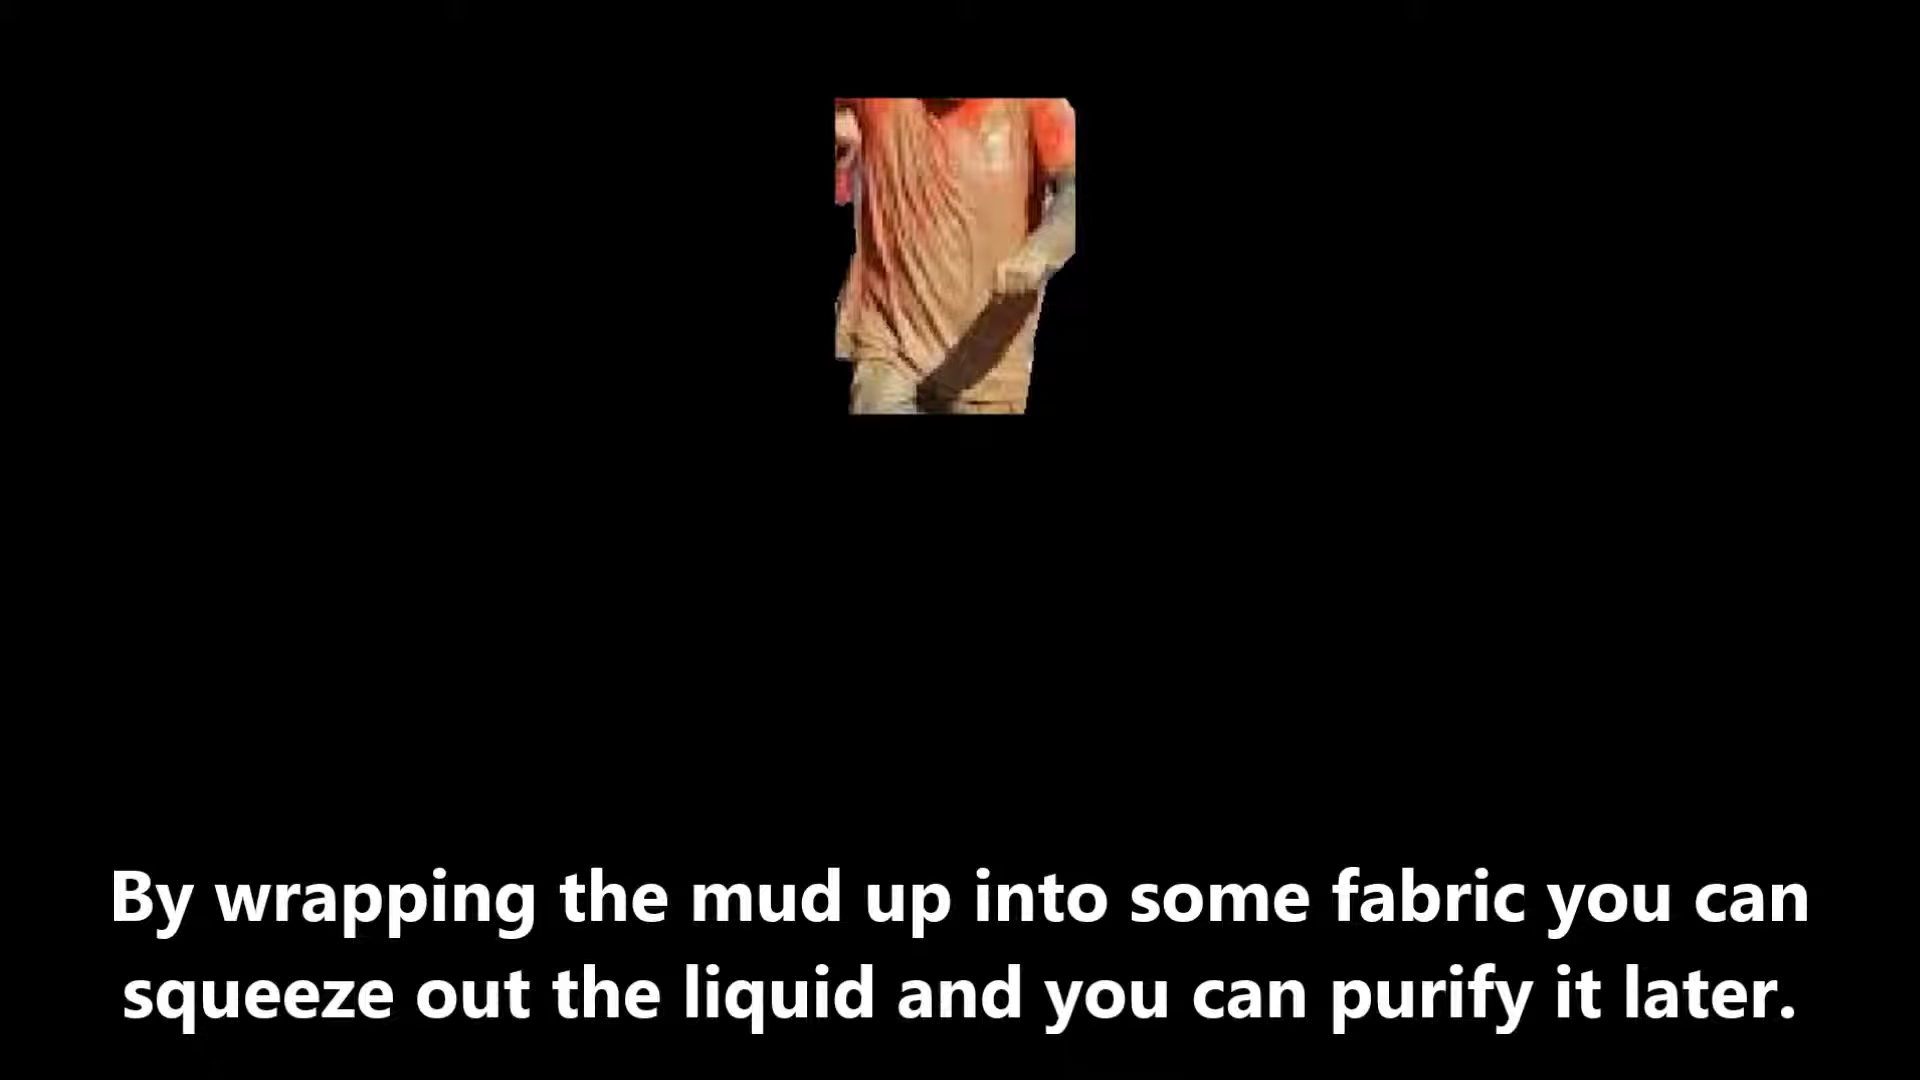 By wrapping the mud up into some fabric you can
squeeze out the liquid and you can purify it later.